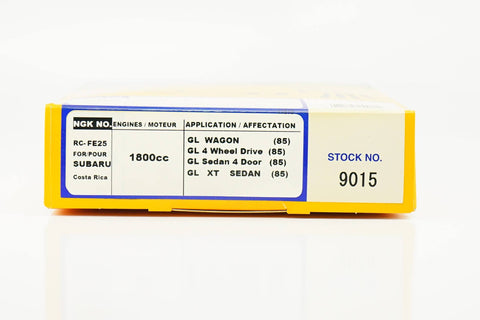 NGK NO. ENGINES / MOTEUR APPLICATION / AFFECTATION
RC- FE25
FOR/POUR
SUBARU
Costa Rica
1800cc
GL WAGON (85)
GL 4 Wheel Drive (85)
GL Sedan 4 Door (85)
GL XT SEDAN (85)
STOCK NO.
9015